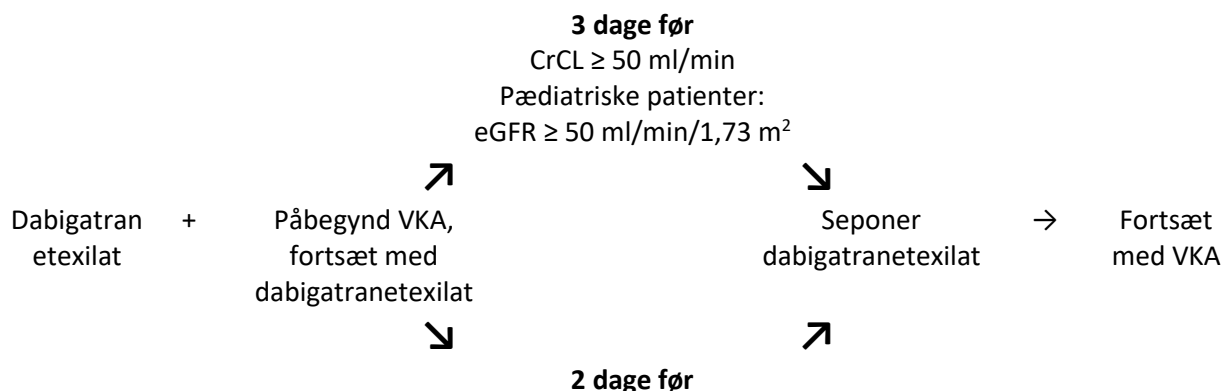 3 dage før
CrCL ≥ 50 ml/min
Pædiatriske patienter:
eGFR ≥ 50 ml/min/1,73 m²
↗ ↘
Dabigatran + Påbegynd VKA, Seponer → Fortsæt
etexilat fortsæt med dabigatranetexilat med VKA
dabigatranetexilat
↘ ↗
2 dage før